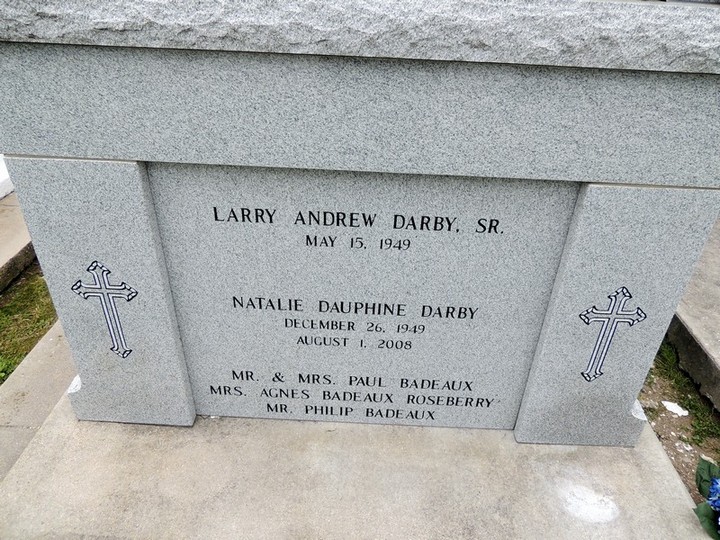 LARRY ANDREW DARBY, SR.
MAY 15, 1949
NATALIE DAUPHINE DARBY
DECEMBER 26, 1949
AUGUST 1, 2008
MR. & MRS. PAUL BADEAUX
MRS. AGNES BADEAUX ROSEBERRY
MR. PHILIP BADEAUX